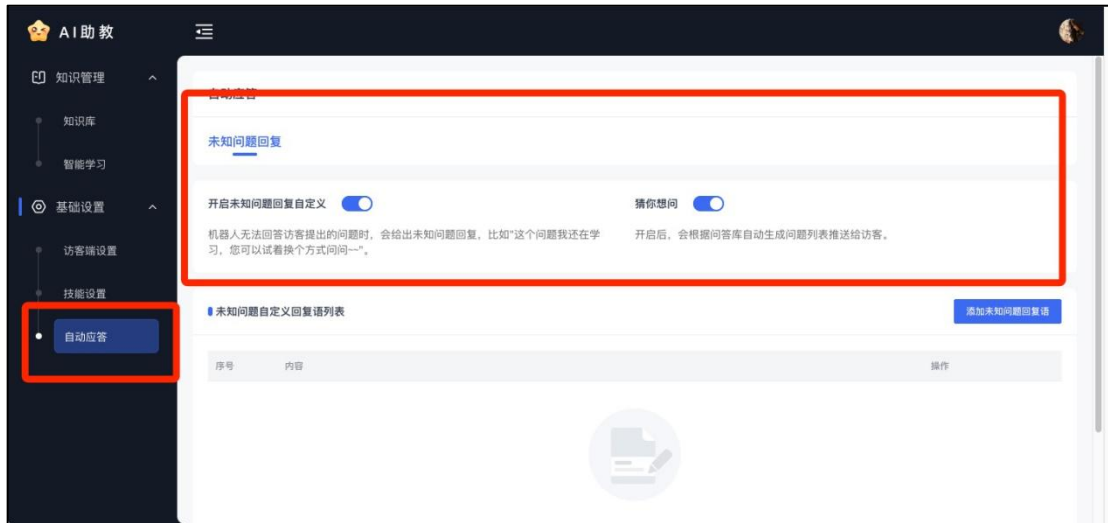 AI助教
知识管理
知识库
智能学习
基础设置
访客端设置
技能设置
自动应答
自动应答
未知问题回复
开启未知问题回复自定义
机器人无法回答访客提出的问题时，会给出未知问题回复，比如"这个问题我还在学
习，您可以试着换个方式问问~~"。
猜你想问
开启后，会根据问答库自动生成问题列表推送给访客。
未知问题自定义回复语列表
添加未知问题回复语
序号 内容 操作